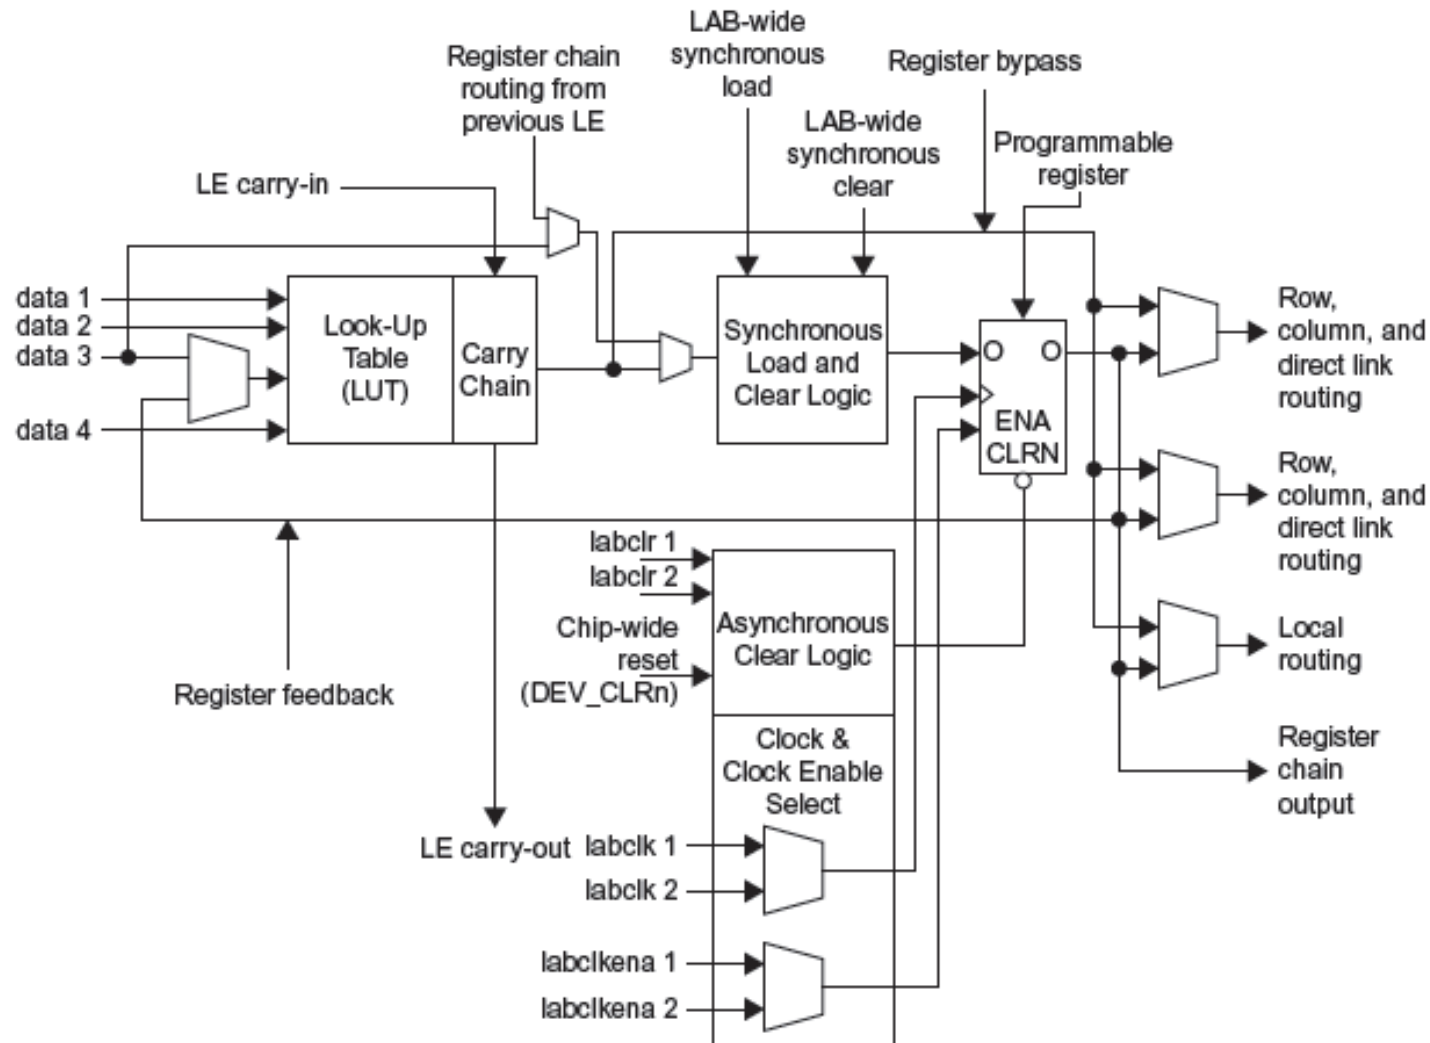 LAB-wide
synchronous
load
Register chain
routing from
previous LE
Register bypass
LAB-wide
synchronous
clear
Programmable
register
LE carry-in
data 1
data 2
data 3
data 4
Look-Up
Table
(LUT)
Carry
Chain
Synchronous
Load and
Clear Logic
O O
ENA
CLRN
Row,
column, and
direct link
routing
Row,
column, and
direct link
routing
Local
routing
Register
chain
output
Register feedback
labclr 1
labclr 2
Chip-wide
reset
(DEV_CLRn)
Asynchronous
Clear Logic
Clock &
Clock Enable
Select
LE carry-out
labclk 1
labclk 2
labclkena 1
labclkena 2